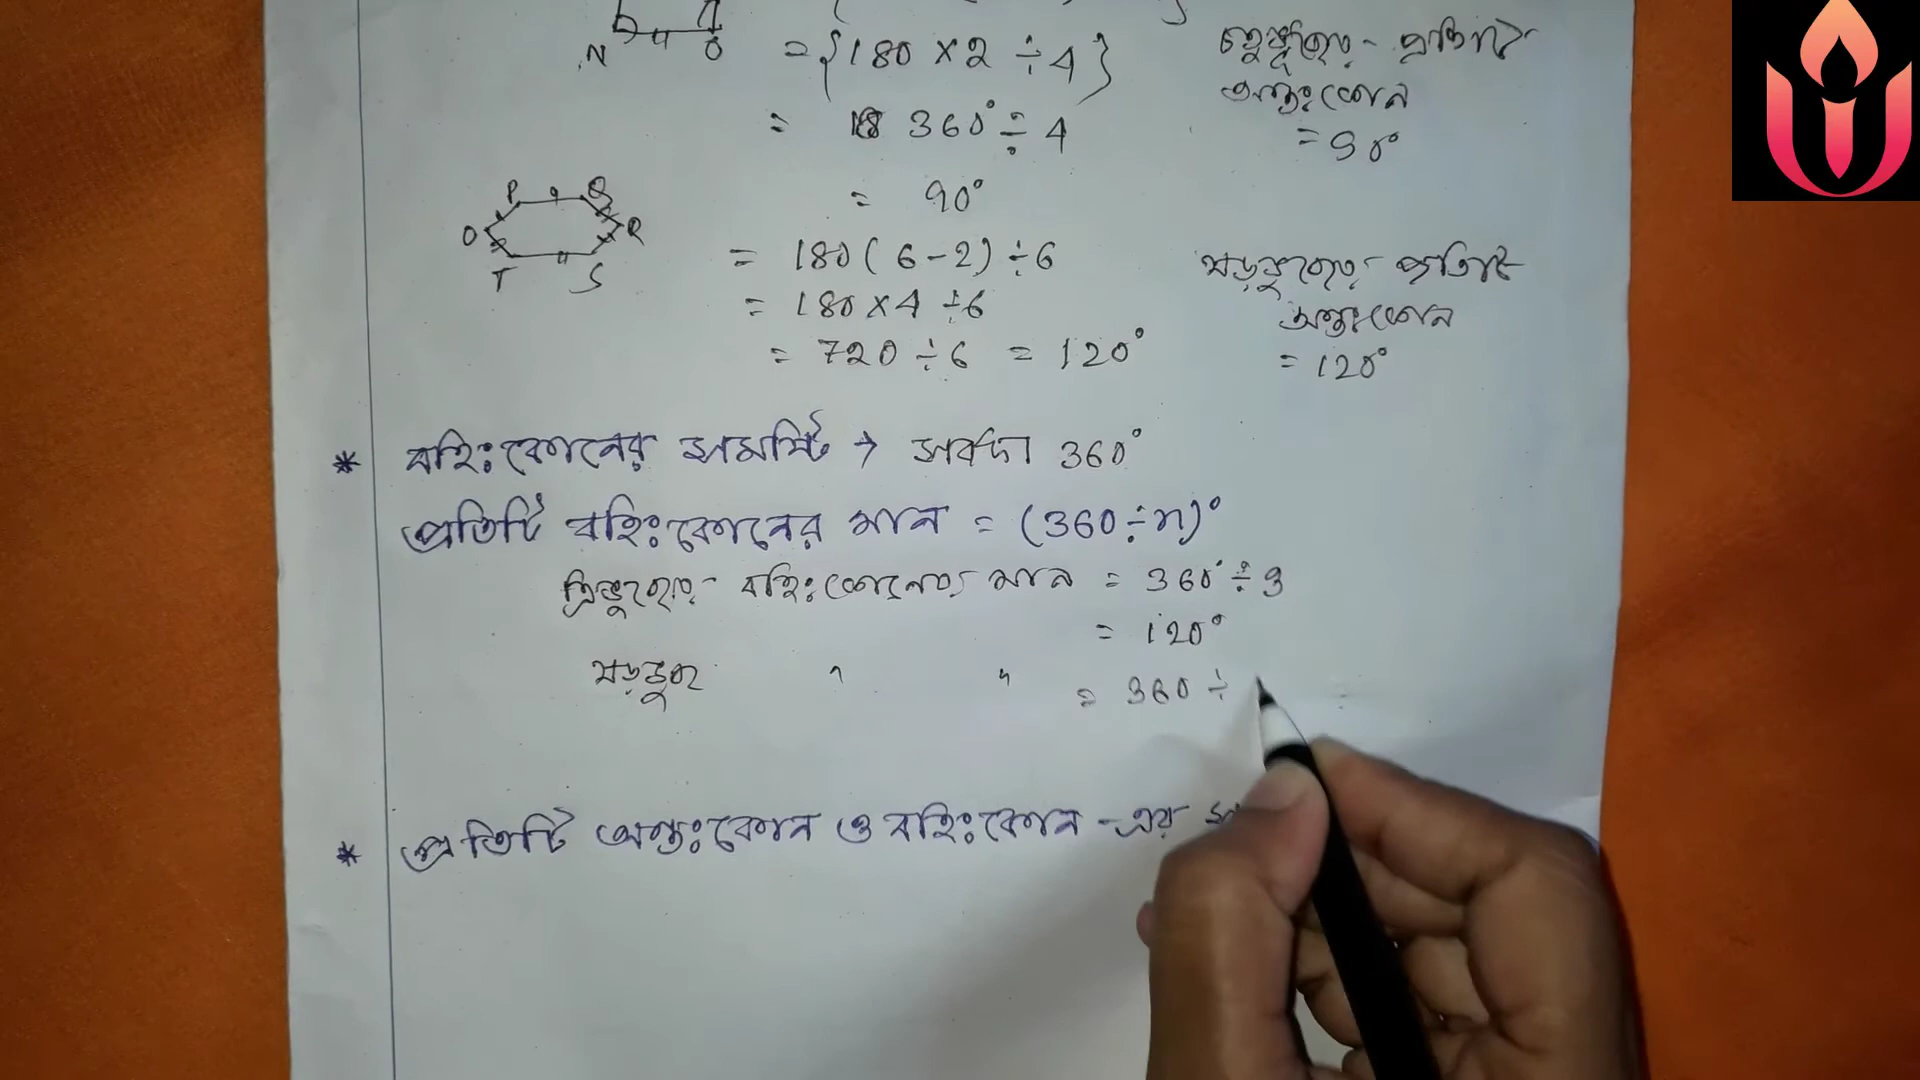 N O
= {180 × 2 ÷ 4}
= 360° ÷ 4
= 90°
চতুর্ভুজের প্রতিটি
অন্তঃকোন
= 90°
P Q
O R
T S
= 180 (6 - 2) ÷ 6
= 180 × 4 ÷ 6
= 720 ÷ 6 = 120°
ষড়ভুজের প্রতিটি
অন্তঃকোন
= 120°
* বহিঃকোনের সমষ্টি → সর্বদা 360°
প্রতিটি বহিঃকোনের মান = (360 ÷ n)°
ত্রিভুজের বহিঃকোনের মান = 360° ÷ 3
= 120°
ষড়ভুজ " " = 360 ÷
* প্রতিটি অন্তঃকোন ও বহিঃকোন - এর